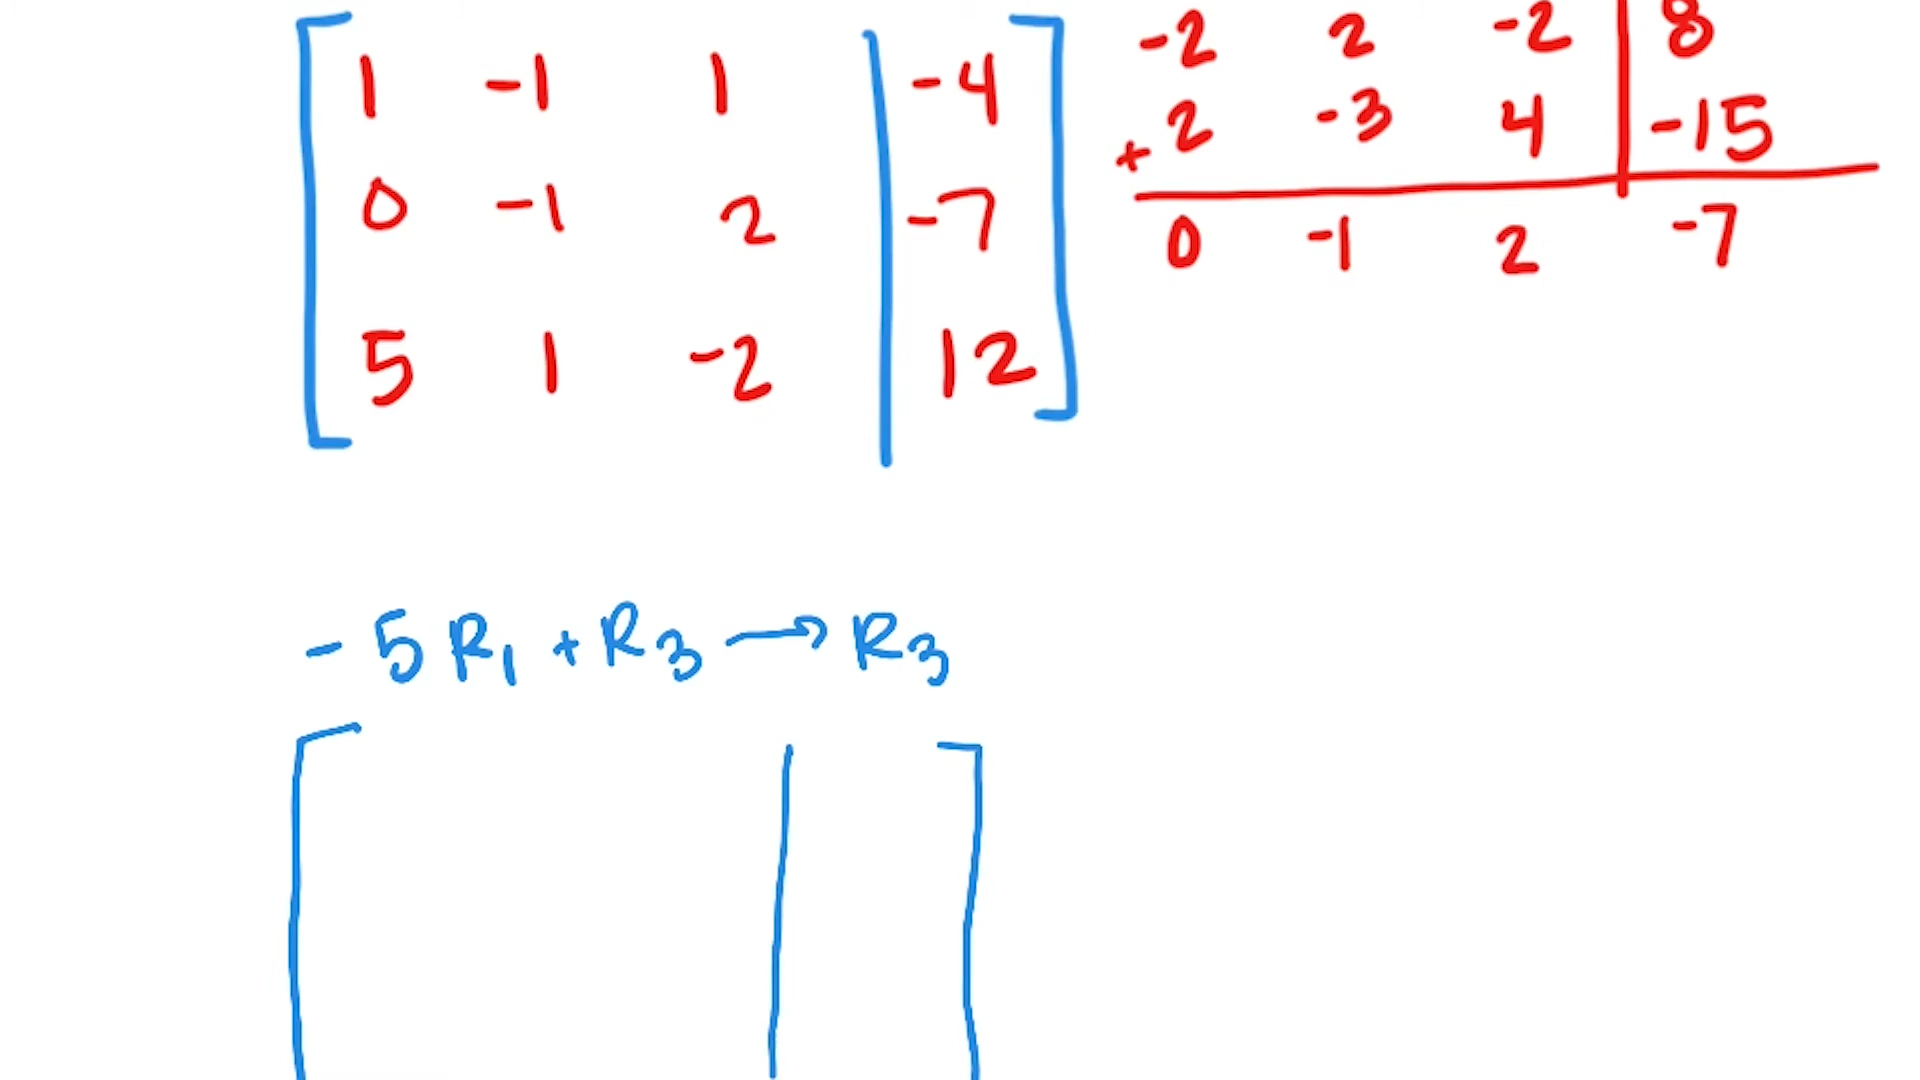 1 -1 1 | -4
0 -1 2 | -7
5 1 -2 | 12
-2 2 -2 | 8
+ 2 -3 4 | -15
0 -1 2 -7
-5R₁ + R₃ → R₃